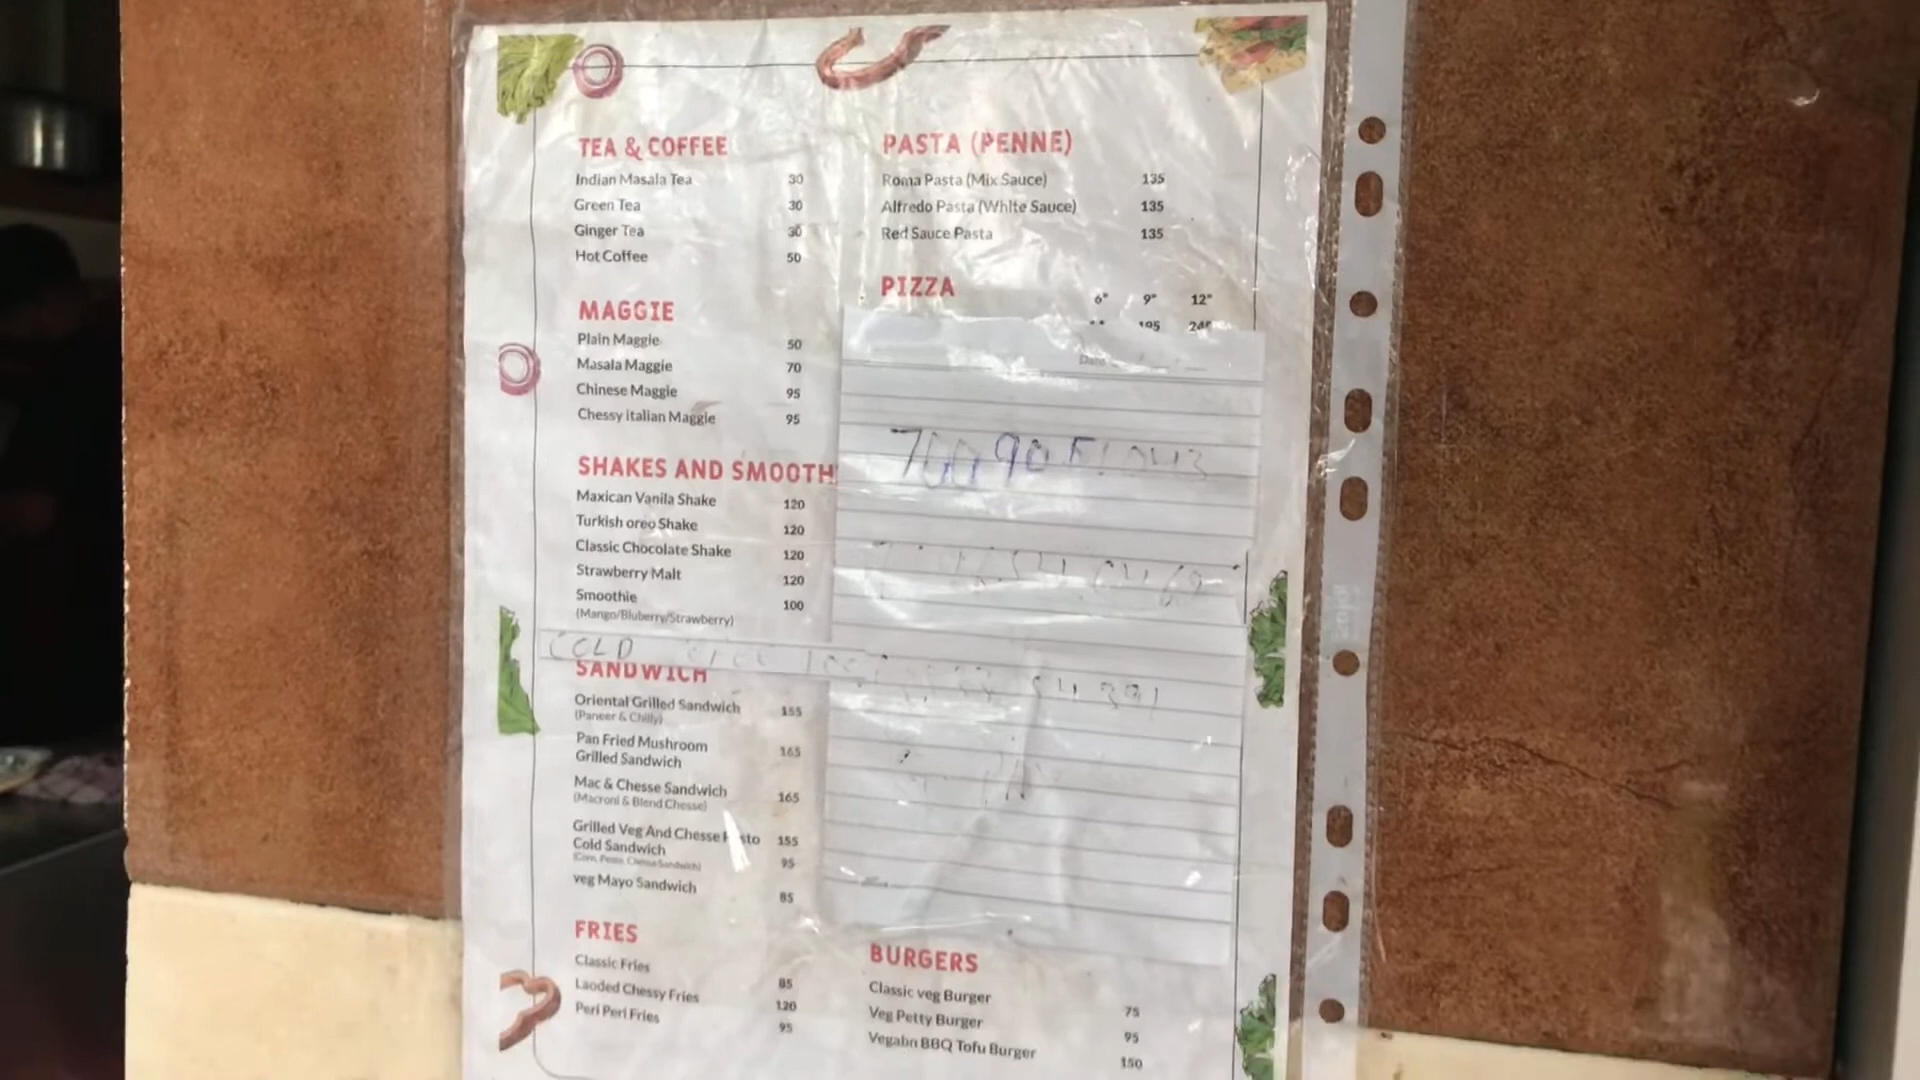 TEA & COFFEE
Indian Masala Tea 30
Green Tea 30
Ginger Tea 30
Hot Coffee 50
MAGGIE
Plain Maggie 50
Masala Maggie 70
Chinese Maggie 95
Chessy italian Maggie 95
SHAKES AND SMOOTH
Maxican Vanila Shake 120
Turkish oreo Shake 120
Classic Chocolate Shake 120
Strawberry Malt 120
Smoothie 100
(Mango/Bluberry/Strawberry)
COLD
SANDWICH
Oriental Grilled Sandwich 155
(Paneer & Chilly)
Pan Fried Mushroom
Grilled Sandwich 165
Mac & Chesse Sandwich 165
(Macroni & Blend Chesse)
Grilled Veg And Chesse 155
Cold Sandwich 95
veg Mayo Sandwich 85
FRIES
Classic Fries 85
Laoded Chessy Fries 120
Peri Peri Fries 95
PASTA (PENNE)
Roma Pasta (Mix Sauce) 135
Alfredo Pasta (White Sauce) 135
Red Sauce Pasta 135
PIZZA
6" 9" 12"
195
Date
BURGERS
Classic veg Burger 75
Veg Petty Burger 95
Vegabn BBQ Tofu Burger 150